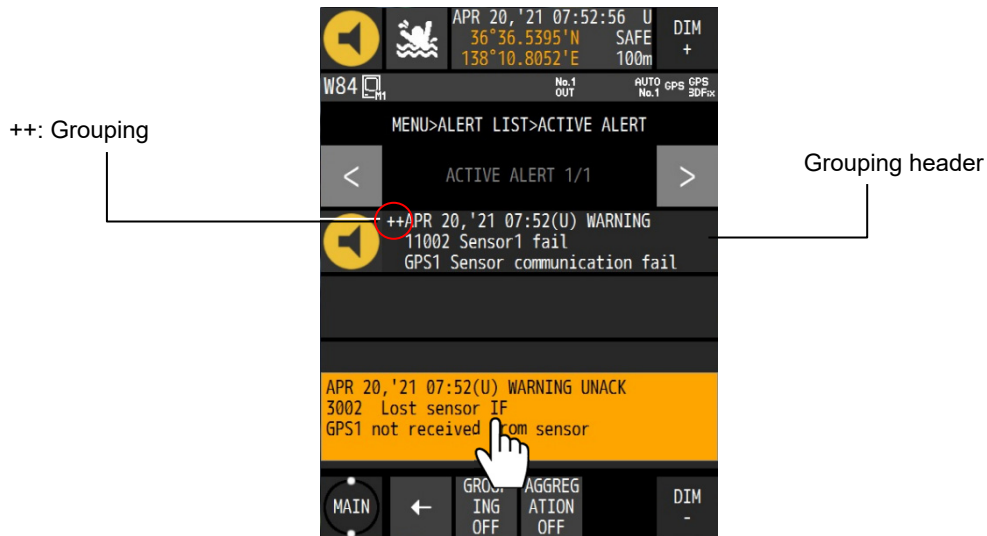 APR 20,'21 07:52:56 U
36°36.5395'N SAFE
138°10.8052'E 100m
DIM
+
W84 M1 No.1 OUT AUTO No.1 GPS GPS 3DFix
MENU>ALERT LIST>ACTIVE ALERT
++: Grouping
Grouping header
< ACTIVE ALERT 1/1 >
++APR 20,'21 07:52(U) WARNING
11002 Sensor1 fail
GPS1 Sensor communication fail
APR 20,'21 07:52(U) WARNING UNACK
3002 Lost sensor IF
GPS1 not received from sensor
MAIN
←
GROUP
ING
OFF
AGGREG
ATION
OFF
DIM
-